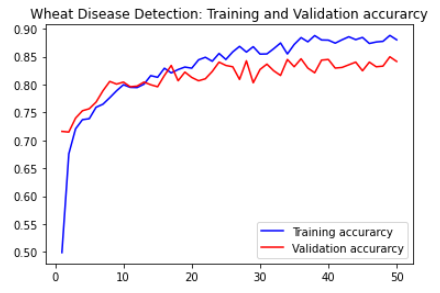 Wheat Disease Detection: Training and Validation accurarcy
0.90
0.85
0.80
0.75
0.70
0.65
0.60
0.55
0.50
0 10 20 30 40 50
Training accurarcy
Validation accurarcy